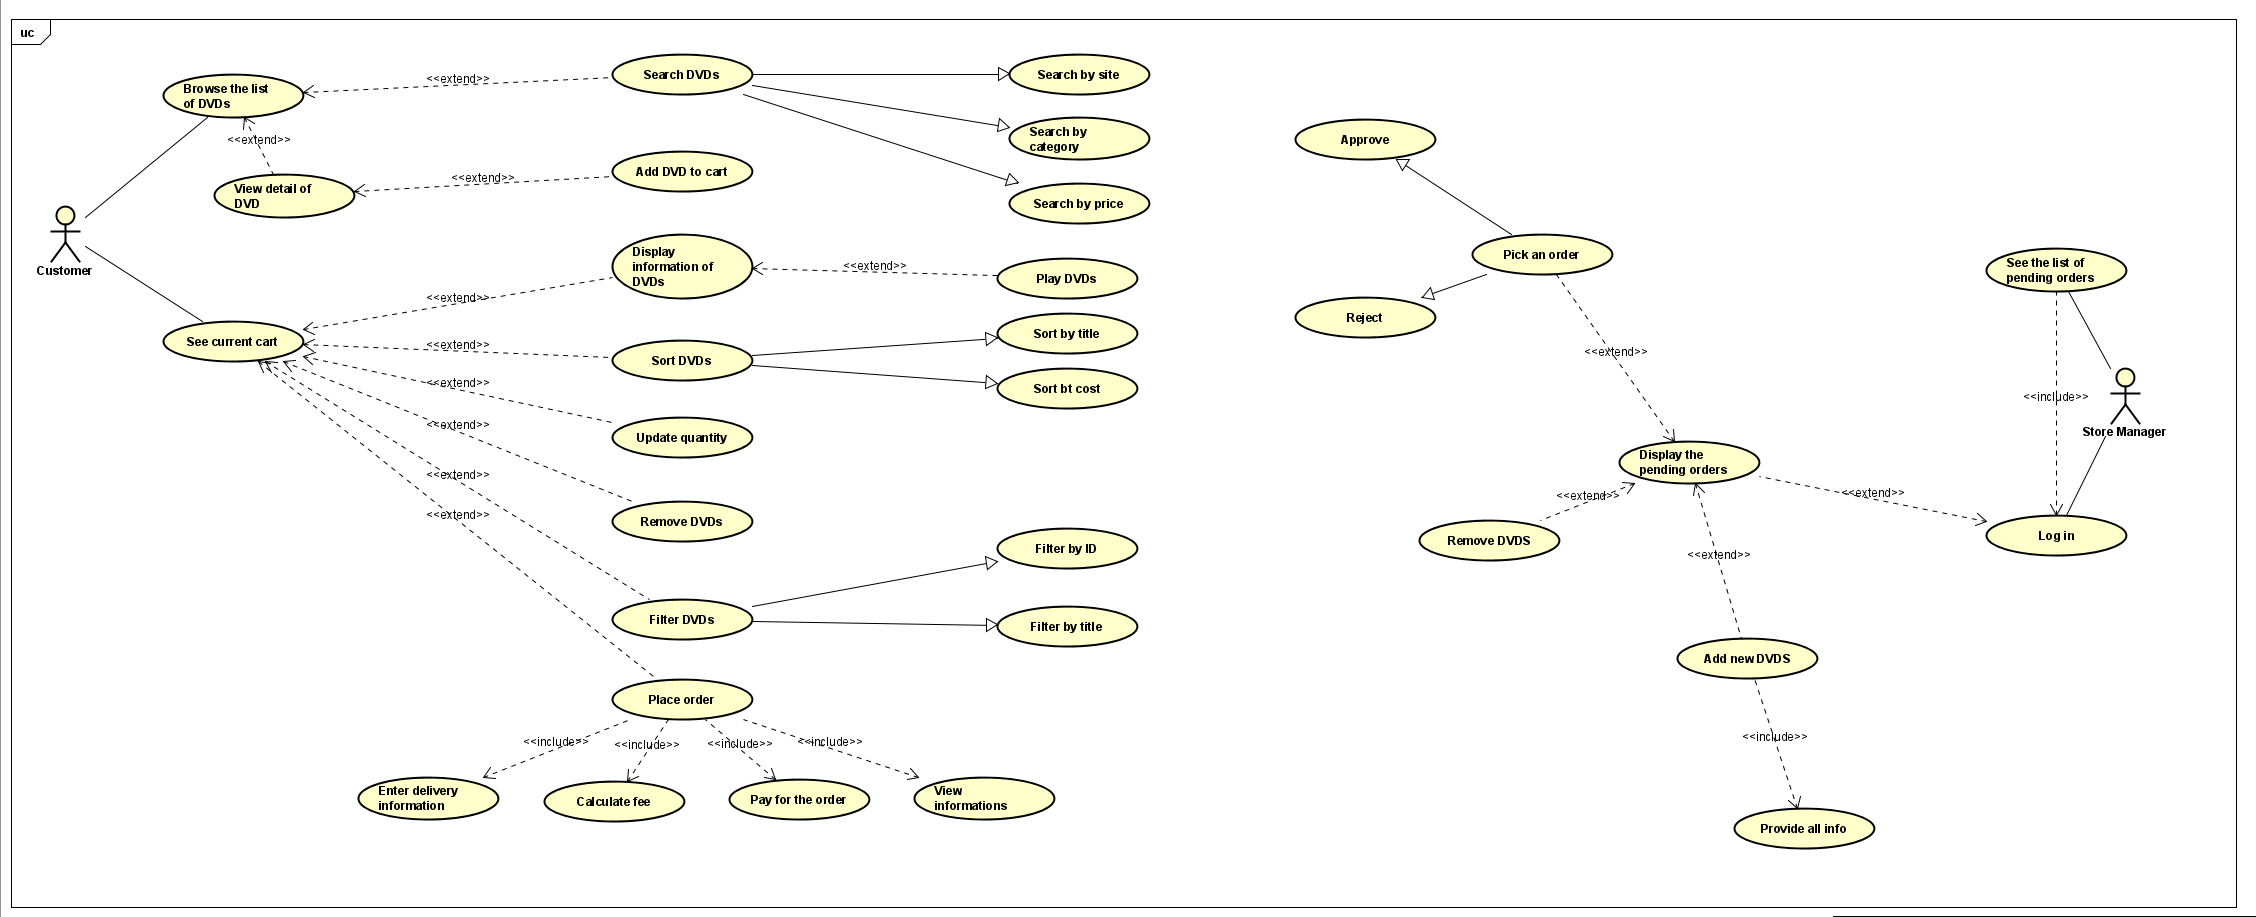 uc
Browse the list
of DVDs
<<extend>>
Search DVDs
Search by site
<<extend>>
Search by
category
View detail of
DVD
<<extend>>
Add DVD to cart
Search by price
Customer
Display
information of
DVDs
<<extend>>
Play DVDs
<<extend>>
See current cart
<<extend>>
Sort DVDs
Sort by title
Sort bt cost
<<extend>>
Update quantity
<<extend>>
Remove DVDs
<<extend>>
<<extend>>
Filter DVDs
Filter by ID
Filter by title
Place order
<<include>>
<<include>>
<<include>>
<<include>>
Enter delivery
information
Calculate fee
Pay for the order
View
informations
Approve
Pick an order
Reject
<<extend>>
See the list of
pending orders
<<include>>
Store Manager
Display the
pending orders
<<extend>>
<<extend>>
Remove DVDS
Log in
<<extend>>
Add new DVDS
<<include>>
Provide all info